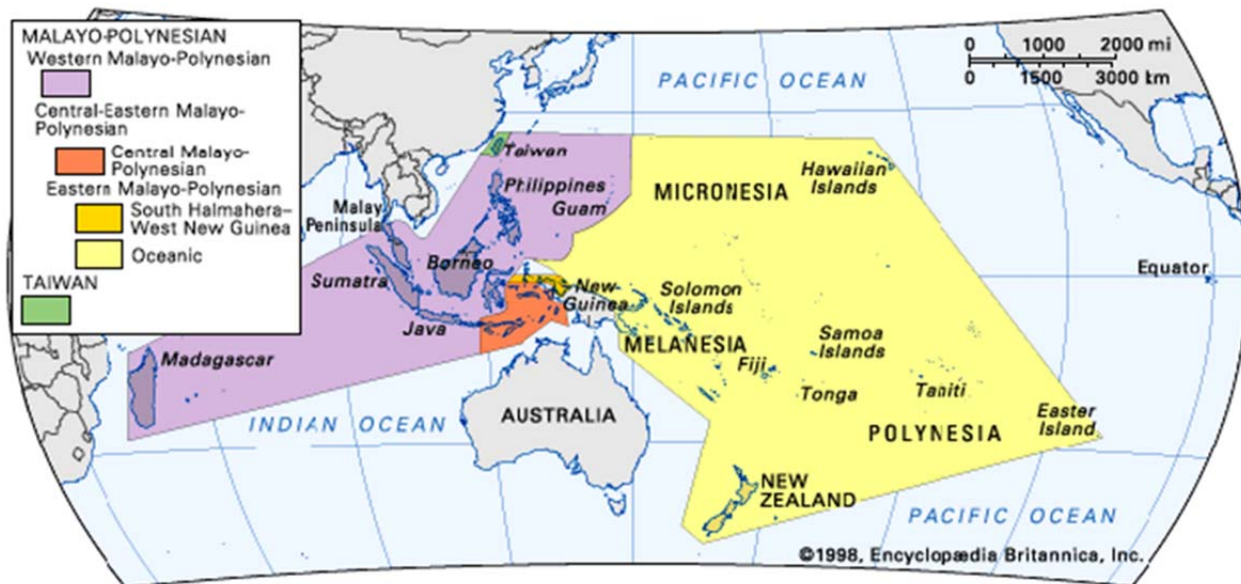 MALAYO-POLYNESIAN
Western Malayo-Polynesian
Central-Eastern Malayo-
Polynesian
Central Malayo-
Polynesian
Eastern Malayo-Polynesian
South Halmahera-
West New Guinea
Oceanic
TAIWAN
0 1000 2000 mi
0 1500 3000 km
PACIFIC OCEAN
Taiwan
Hawaiian
Islands
Philippines
MICRONESIA
Guam
Malay
Peninsula
Borneo
Sumatra
New
Guinea
Solomon
Islands
Equator
Java
MELANESIA
Samoa
Islands
Madagascar
Fiji
Tonga
Tahiti
AUSTRALIA
INDIAN OCEAN
Easter
Island
POLYNESIA
NEW
ZEALAND
PACIFIC OCEAN
©1998, Encyclopædia Britannica, Inc.